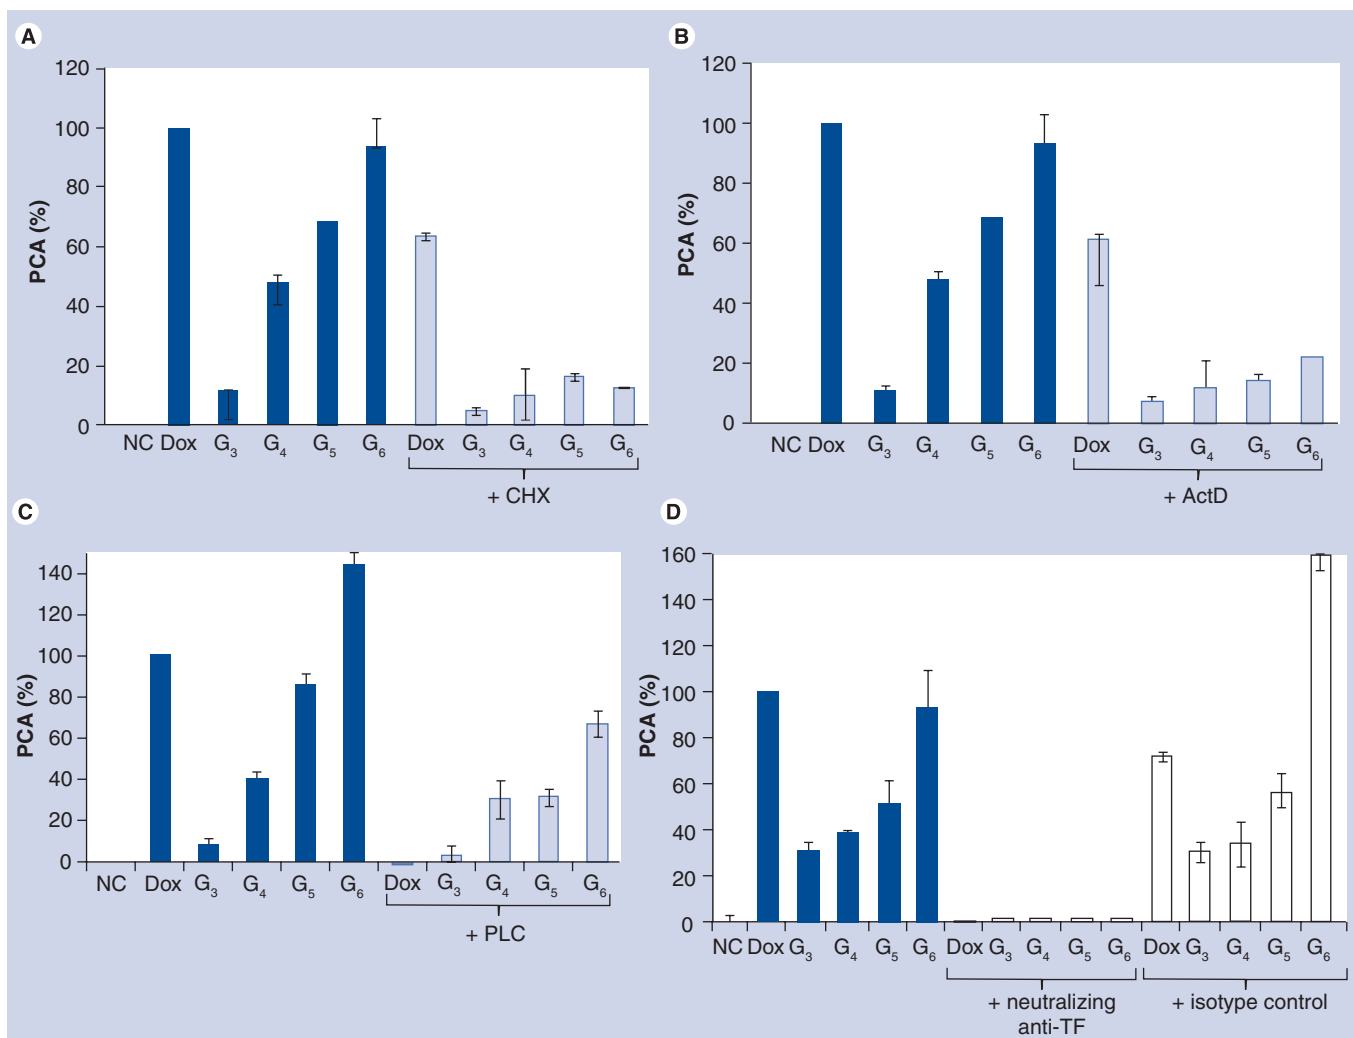 A
120
100
80
60
40
20
0
PCA (%)
NC Dox G3 G4 G5 G6 Dox G3 G4 G5 G6
+ CHX
B
120
100
80
60
40
20
0
PCA (%)
NC Dox G3 G4 G5 G6 Dox G3 G4 G5 G6
+ ActD
C
140
120
100
80
60
40
20
0
PCA (%)
NC Dox G3 G4 G5 G6 Dox G3 G4 G5 G6
+ PLC
D
160
140
120
100
80
60
40
20
0
PCA (%)
NC Dox G3 G4 G5 G6 Dox G3 G4 G5 G6 Dox G3 G4 G5 G6
+ neutralizing
anti-TF
+ isotype control